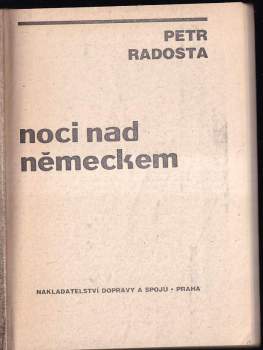 PETR
RADOSTA
noci nad
německem
NAKLADATELSTVÍ DOPRAVY A SPOJŮ • PRAHA